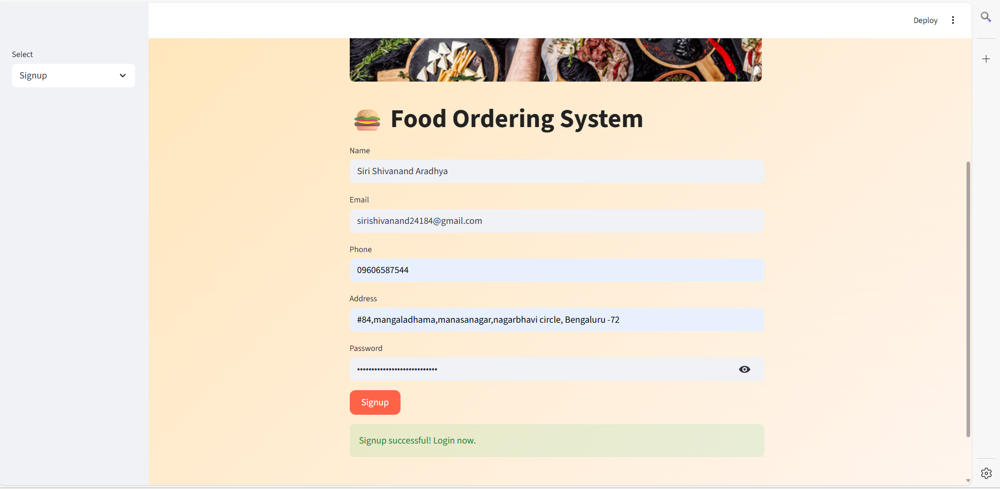 Deploy
Select
Signup
Food Ordering System
Name
Siri Shivanand Aradhya
Email
sirishivanand24184@gmail.com
Phone
09606587544
Address
#84,mangaladhama,manasanagar,nagarbhavi circle, Bengaluru -72
Password
Signup
Signup successful! Login now.